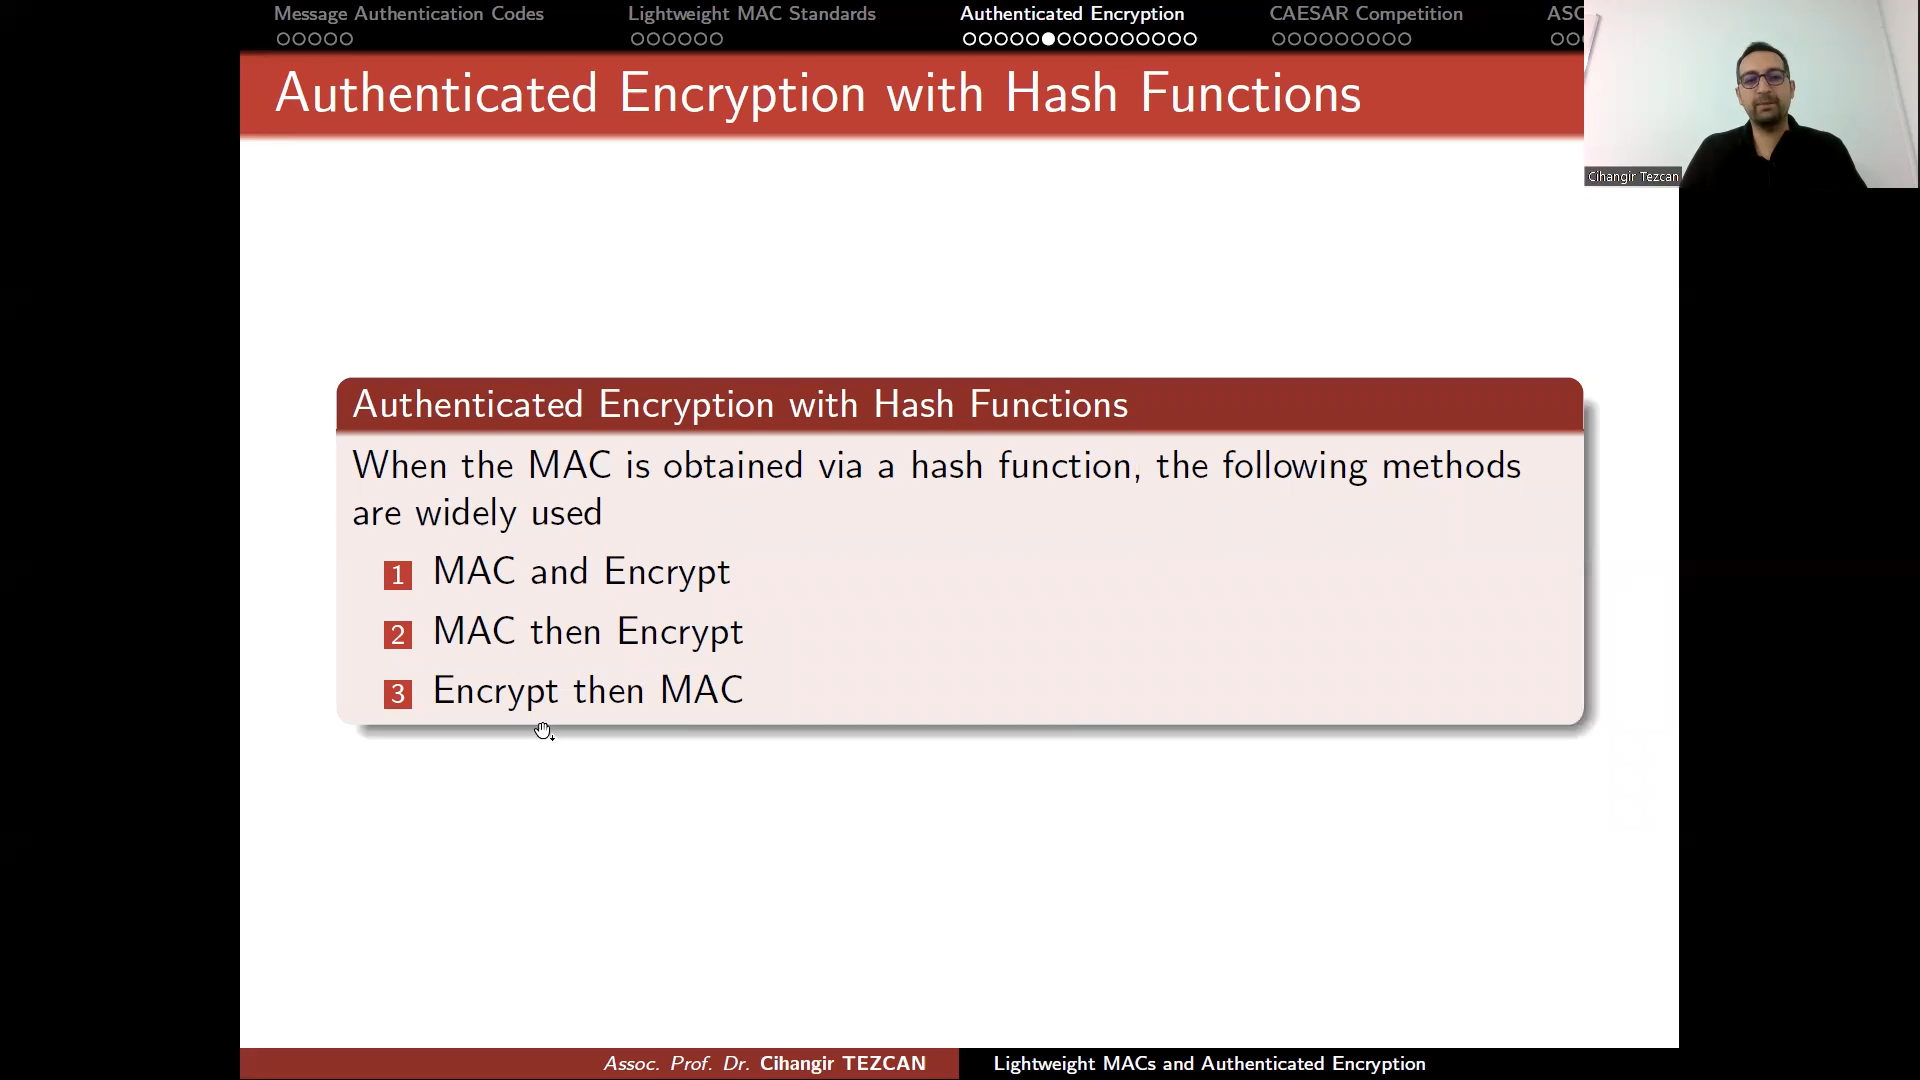 Message Authentication Codes
Lightweight MAC Standards
Authenticated Encryption
CAESAR Competition
Authenticated Encryption with Hash Functions
Cihangir Tezcan
Authenticated Encryption with Hash Functions
When the MAC is obtained via a hash function, the following methods
are widely used
1 MAC and Encrypt
2 MAC then Encrypt
3 Encrypt then MAC
Assoc. Prof. Dr. Cihangir TEZCAN
Lightweight MACs and Authenticated Encryption